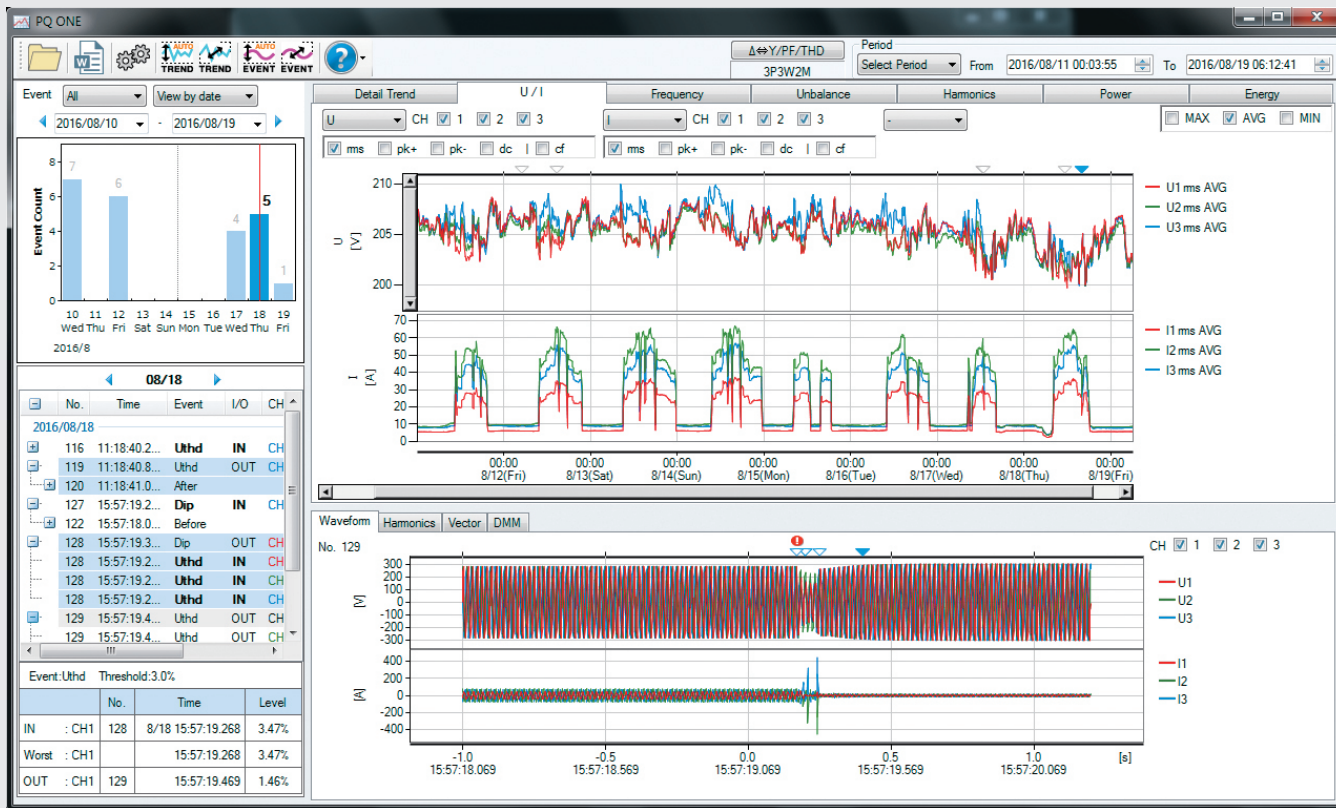 PQ ONE
AUTO
TREND TREND
AUTO
EVENT EVENT
?
Δ⇔Y/PF/THD
3P3W2M
Period
Select Period From 2016/08/11 00:03:55 To 2016/08/19 06:12:41
Event All View by date
2016/08/10 - 2016/08/19
Event Count
8
6
4
2
0
7 6 4 5 1
10 11 12 13 14 15 16 17 18 19
Wed Thu Fri Sat Sun Mon Tue Wed Thu Fri
2016/8
08/18
No. Time Event I/O CH
2016/08/18
116 11:18:40.2... Uthd IN CH
119 11:18:40.8... Uthd OUT CH
120 11:18:41.0... After
127 15:57:19.2... Dip IN CH
122 15:57:18.0... Before
128 15:57:19.3... Dip OUT CH
128 15:57:19.2... Uthd IN CH
128 15:57:19.2... Uthd IN CH
128 15:57:19.2... Uthd IN CH
129 15:57:19.4... Uthd OUT CH
129 15:57:19.4... Uthd OUT CH
Event:Uthd Threshold:3.0%
No. Time Level
IN : CH1 128 8/18 15:57:19.268 3.47%
Worst : CH1 15:57:19.268 3.47%
OUT : CH1 129 15:57:19.469 1.46%
Detail Trend U / I Frequency Unbalance Harmonics Power Energy
U CH 1 2 3 I CH 1 2 3 - MAX AVG MIN
rms pk+ pk- dc | cf rms pk+ pk- dc | cf
210
205
200
U
[V]
U1 rms AVG
U2 rms AVG
U3 rms AVG
70
60
50
40
30
20
10
0
I
[A]
I1 rms AVG
I2 rms AVG
I3 rms AVG
00:00 00:00 00:00 00:00 00:00 00:00 00:00 00:00
8/12(Fri) 8/13(Sat) 8/14(Sun) 8/15(Mon) 8/16(Tue) 8/17(Wed) 8/18(Thu) 8/19(Fri)
Waveform Harmonics Vector DMM
No. 129 CH 1 2 3
300
200
100
0
-100
-200
-300
[V]
U1
U2
U3
400
200
0
-200
-400
[A]
I1
I2
I3
-1.0 -0.5 0.0 0.5 1.0 [s]
15:57:18.069 15:57:18.569 15:57:19.069 15:57:19.569 15:57:20.069